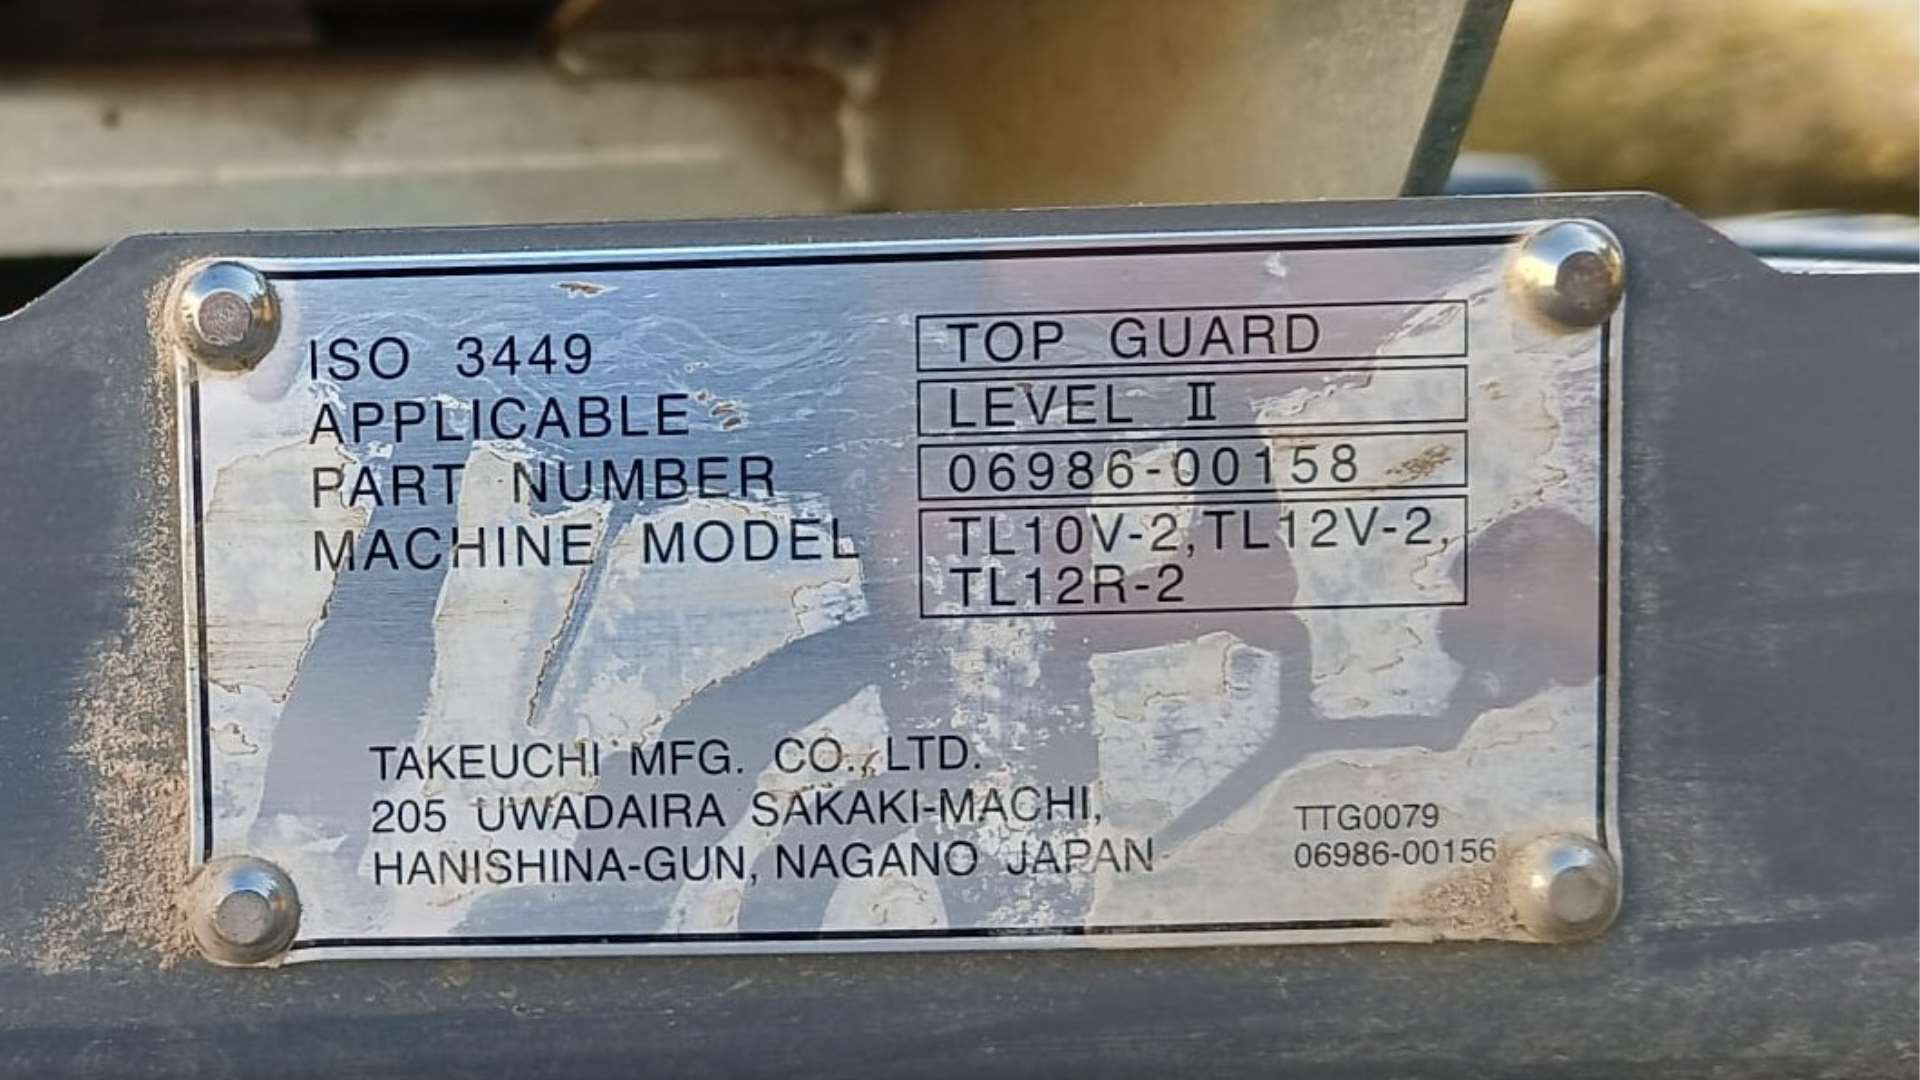 ISO 3449 TOP GUARD
APPLICABLE LEVEL Ⅱ
PART NUMBER 06986-00158
MACHINE MODEL TL10V-2,TL12V-2,
TL12R-2
TAKEUCHI MFG. CO.,LTD.
205 UWADAIRA SAKAKI-MACHI,
HANISHINA-GUN, NAGANO JAPAN
TTG0079
06986-00156